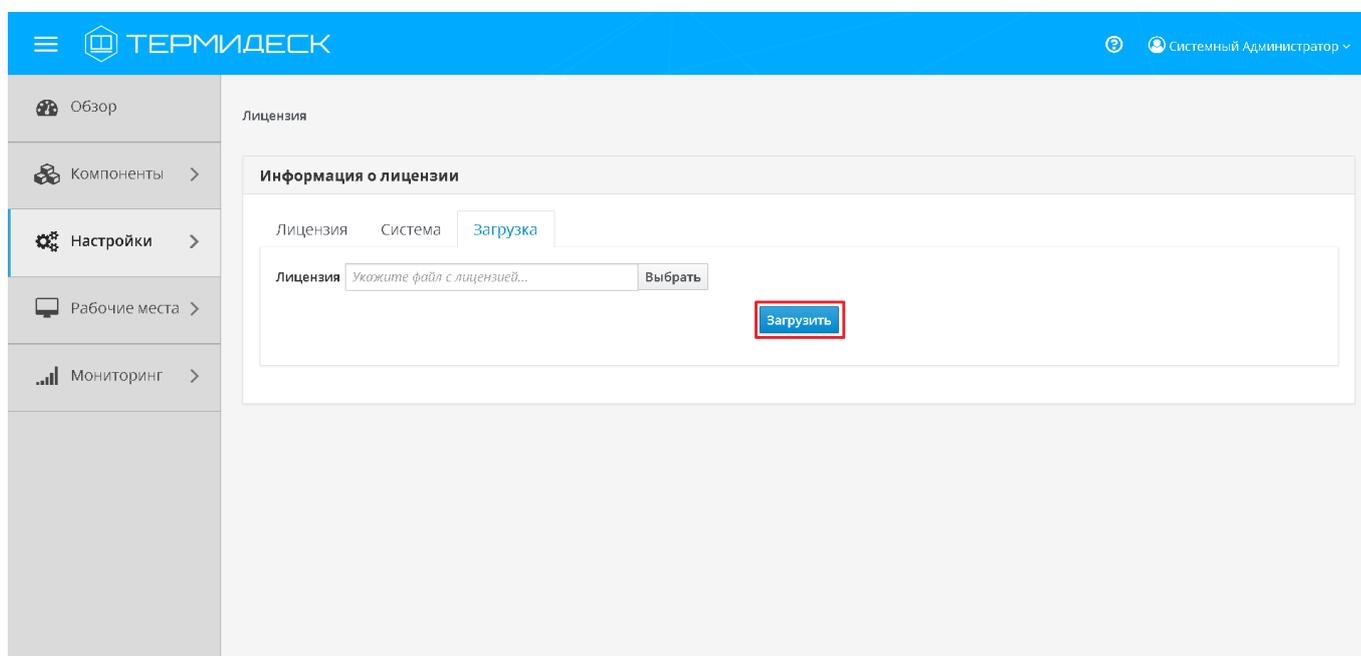 ТЕРМИДЕСК
Системный Администратор
Обзор
Компоненты
Настройки
Рабочие места
Мониторинг
Лицензия
Информация о лицензии
Лицензия Система Загрузка
Лицензия Укажите файл с лицензией... Выбрать
Загрузить